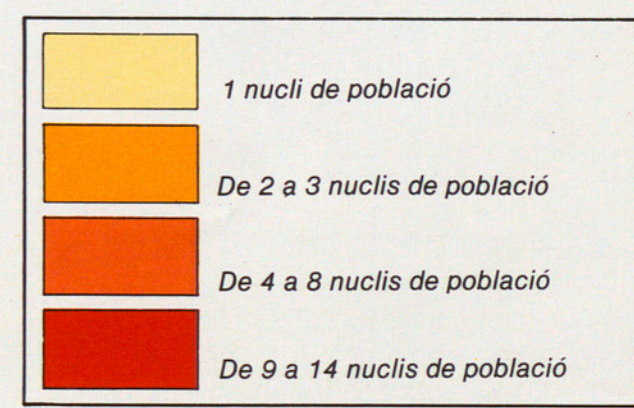 1 nucli de població
De 2 a 3 nuclis de població
De 4 a 8 nuclis de població
De 9 a 14 nuclis de població